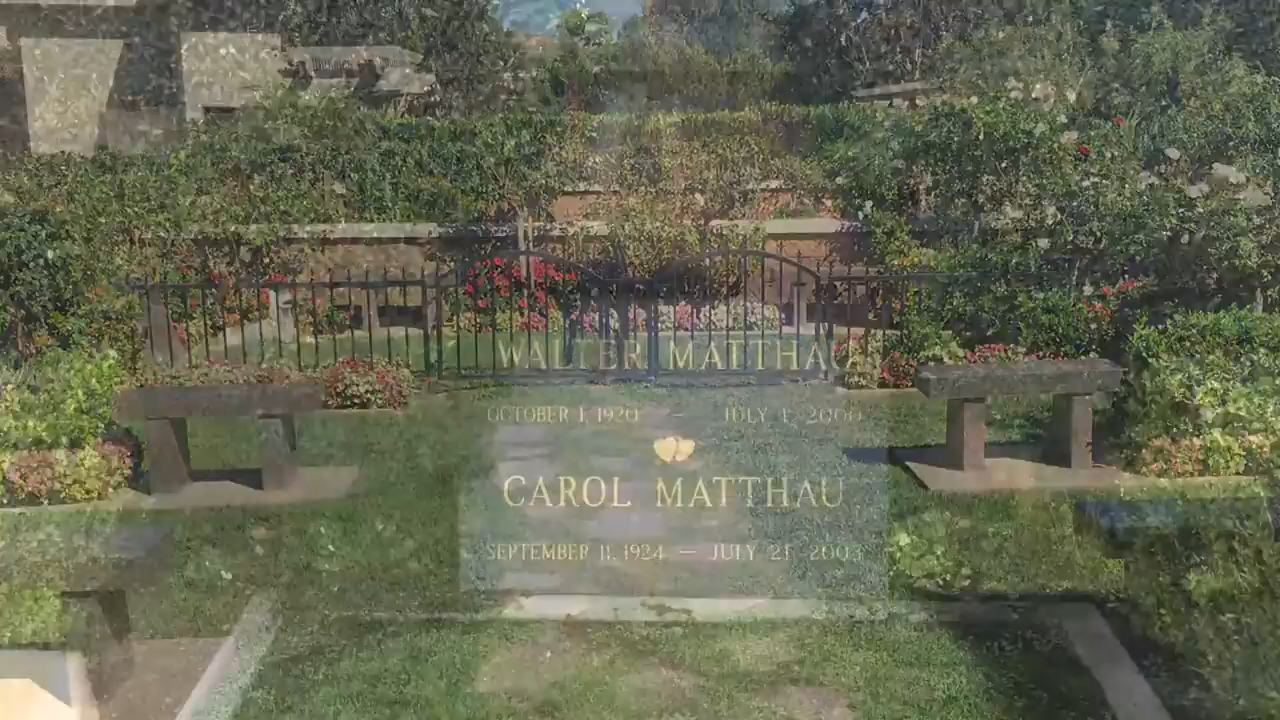 WALTER MATTHAU
OCTOBER 1, 1920 — JULY 1, 2000
CAROL MATTHAU
SEPTEMBER 11, 1924 — JULY 21, 2003